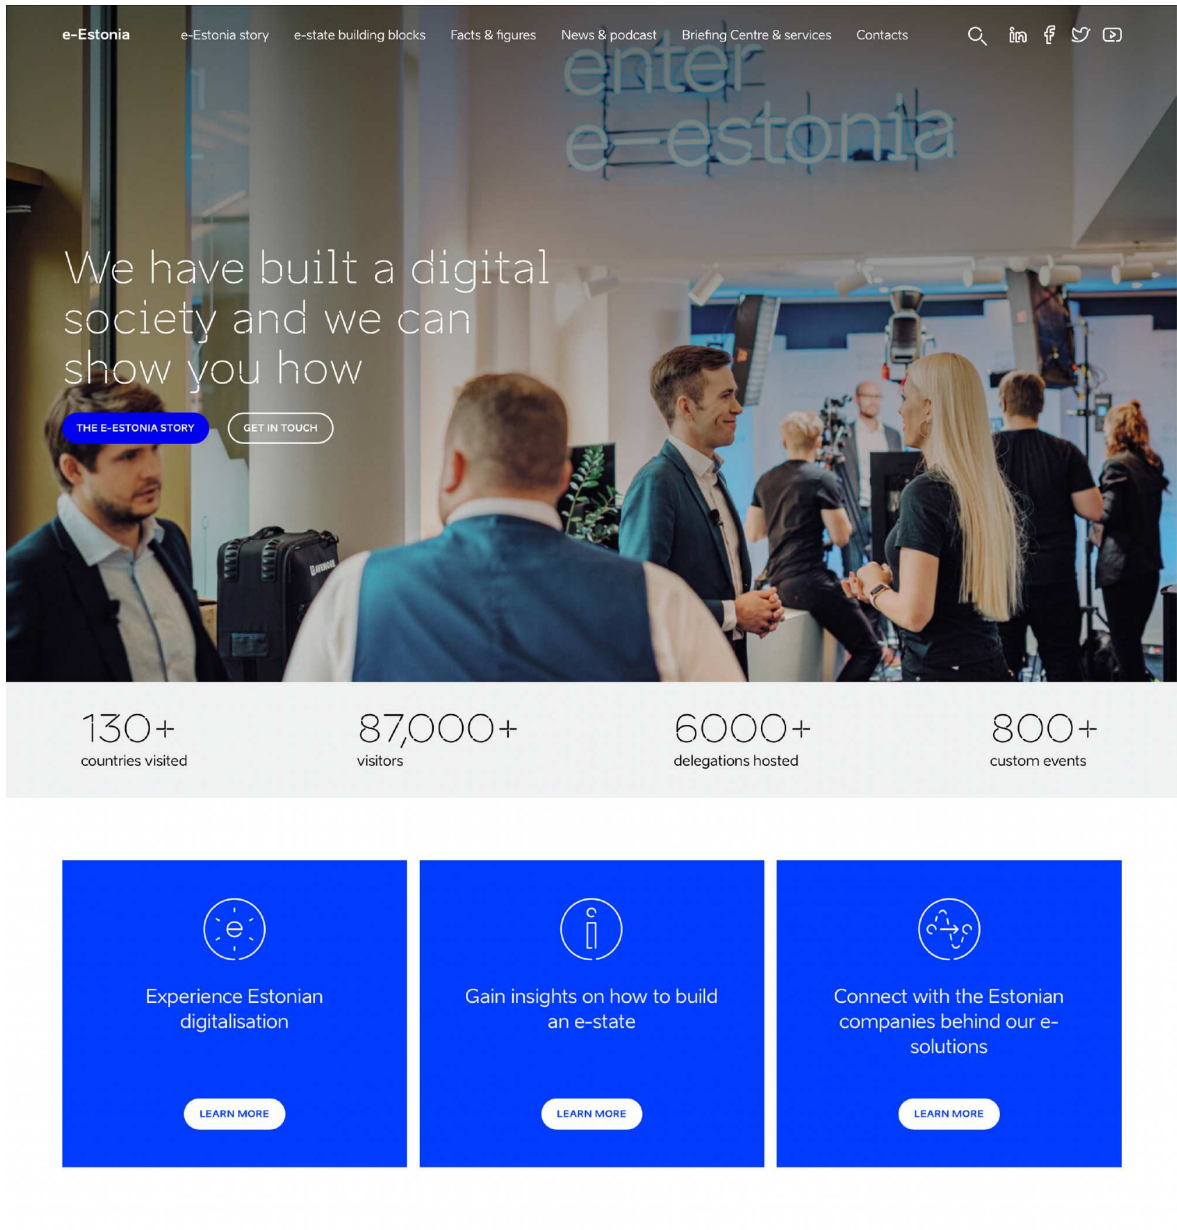 e-Estonia
e-Estonia story
e-state building blocks
Facts & figures
News & podcast
Briefing Centre & services
Contacts
enter
e-estonia
We have built a digital
society and we can
show you how
THE E-ESTONIA STORY
GET IN TOUCH
130+
countries visited
87,000+
visitors
6000+
delegations hosted
800+
custom events
Experience Estonian
digitalisation
LEARN MORE
Gain insights on how to build
an e-state
LEARN MORE
Connect with the Estonian
companies behind our e-
solutions
LEARN MORE